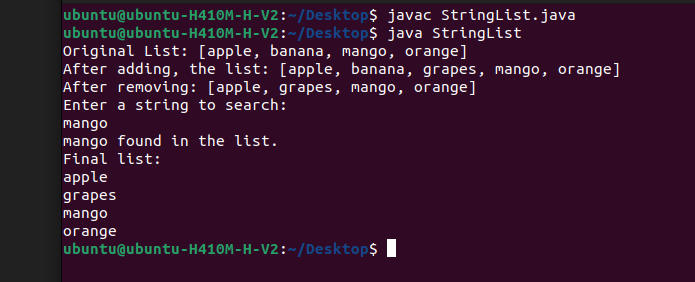 ubuntu@ubuntu-H410M-H-V2:~/Desktop$ javac StringList.java
ubuntu@ubuntu-H410M-H-V2:~/Desktop$ java StringList
Original List: [apple, banana, mango, orange]
After adding, the list: [apple, banana, grapes, mango, orange]
After removing: [apple, grapes, mango, orange]
Enter a string to search:
mango
mango found in the list.
Final list:
apple
grapes
mango
orange
ubuntu@ubuntu-H410M-H-V2:~/Desktop$